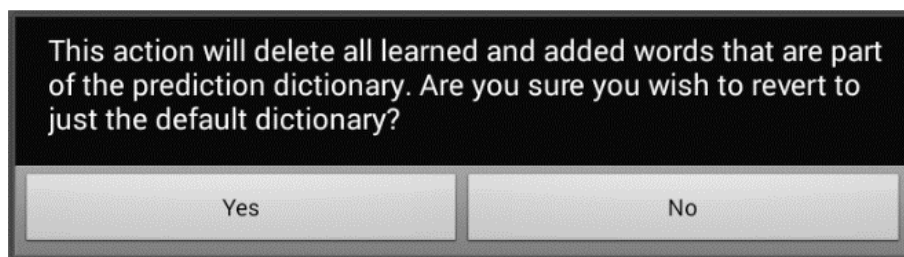 This action will delete all learned and added words that are part
of the prediction dictionary. Are you sure you wish to revert to
just the default dictionary?
Yes
No